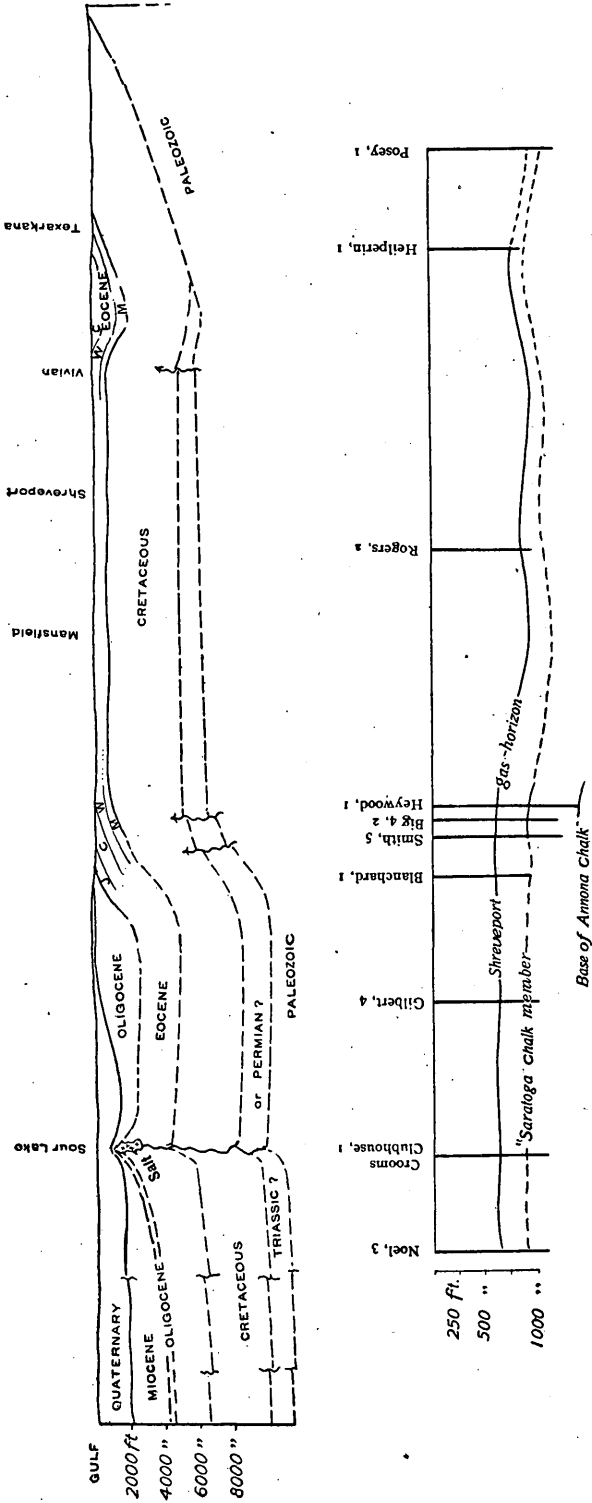 GULF
Sour Lake
Mansfield
Shreveport
Vivian
Texarkana
2000 ft
4000 "
6000 "
8000 "
QUATERNARY
MIOCENE
OLIGOCENE
CRETACEOUS
TRIASSIC ?
Salt
OLIGOCENE
EOCENE
or PERMIAN ?
PALEOZOIC
J
C
W
M
CRETACEOUS
W
C
EOCENE
M
PALEOZOIC
250 ft.
500 "
1000 "
Noel, 3
Crooms
Clubhouse, 1
Gilbert, 4
Blanchard, 1
Smith, 5
Big 4, 2
Heywood, 1
Rogers, 2
Heilperin, 1
Posey, 1
Shreveport gas-horizon
"Saratoga" chalk member
Base of Annona Chalk